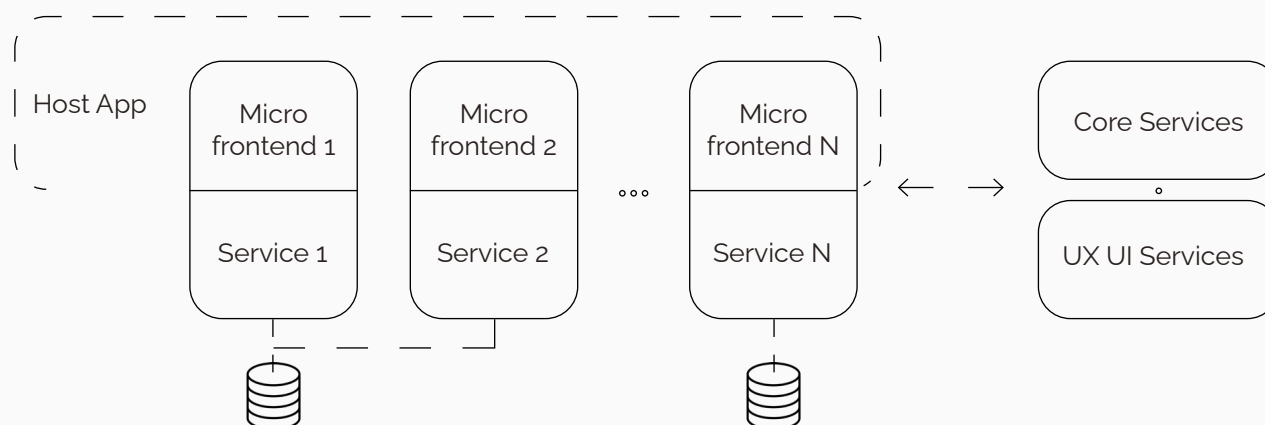 Host App
Micro
frontend 1
Micro
frontend 2
Micro
frontend N
Core Services
Service 1
Service 2
Service N
UX UI Services